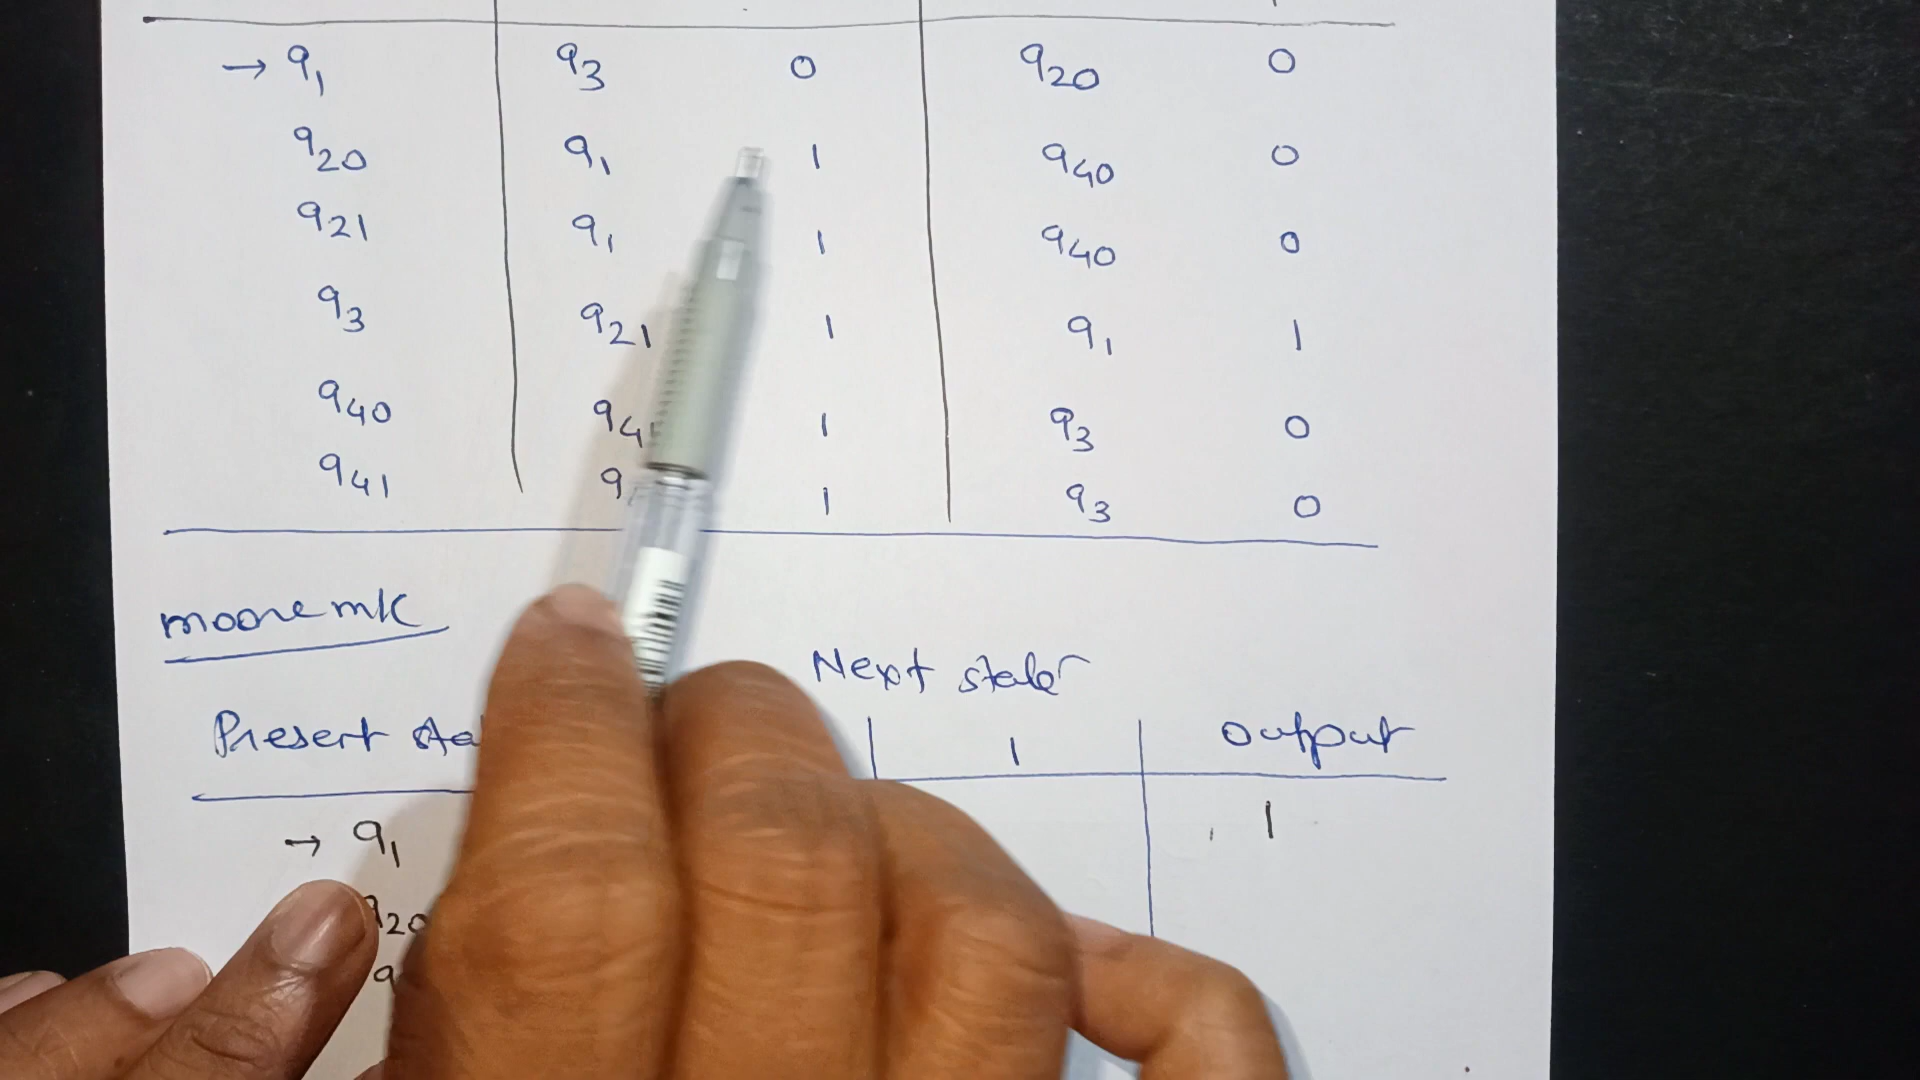 → q1 q3 0 q20 0
q20 q1 1 q40 0
q21 q1 1 q40 0
q3 q21 1 q1 1
q40 1 q3 0
q41 1 q3 0
moore m/c
Next state
Present 1 output
→ q1 1
q20